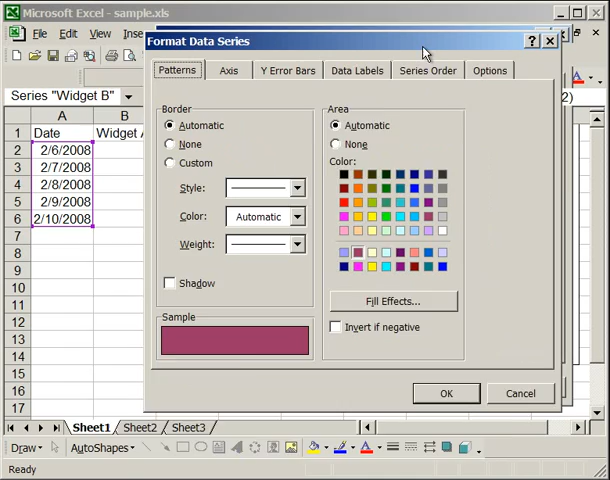 Microsoft Excel - sample.xls
File Edit View Inser
Format Data Series
Patterns Axis Y Error Bars Data Labels Series Order Options
Series "Widget B"
2)
A B
1 Date Widget A
2 2/6/2008
3 2/7/2008
4 2/8/2008
5 2/9/2008
6 2/10/2008
7
8
9
10
11
12
13
14
15
16
17
Border
Automatic
None
Custom
Style:
Color: Automatic
Weight:
Shadow
Sample
Area
Automatic
None
Color:
Fill Effects...
Invert if negative
OK Cancel
Sheet1 Sheet2 Sheet3
Draw AutoShapes
Ready